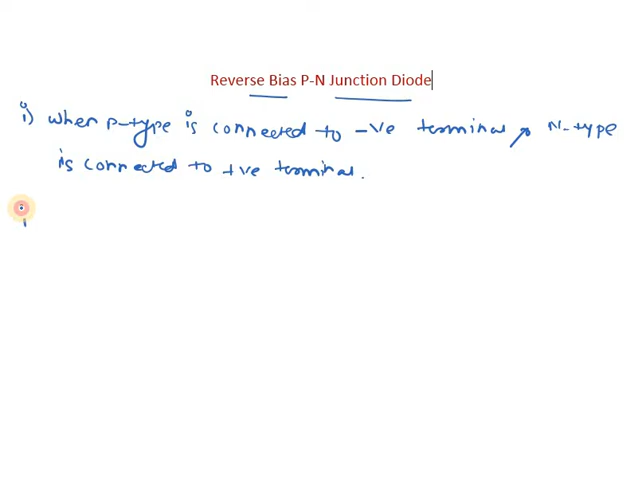 Reverse Bias P-N Junction Diode
i) when p-type is connected to -ve terminal, N-type
is connected to +ve terminal.